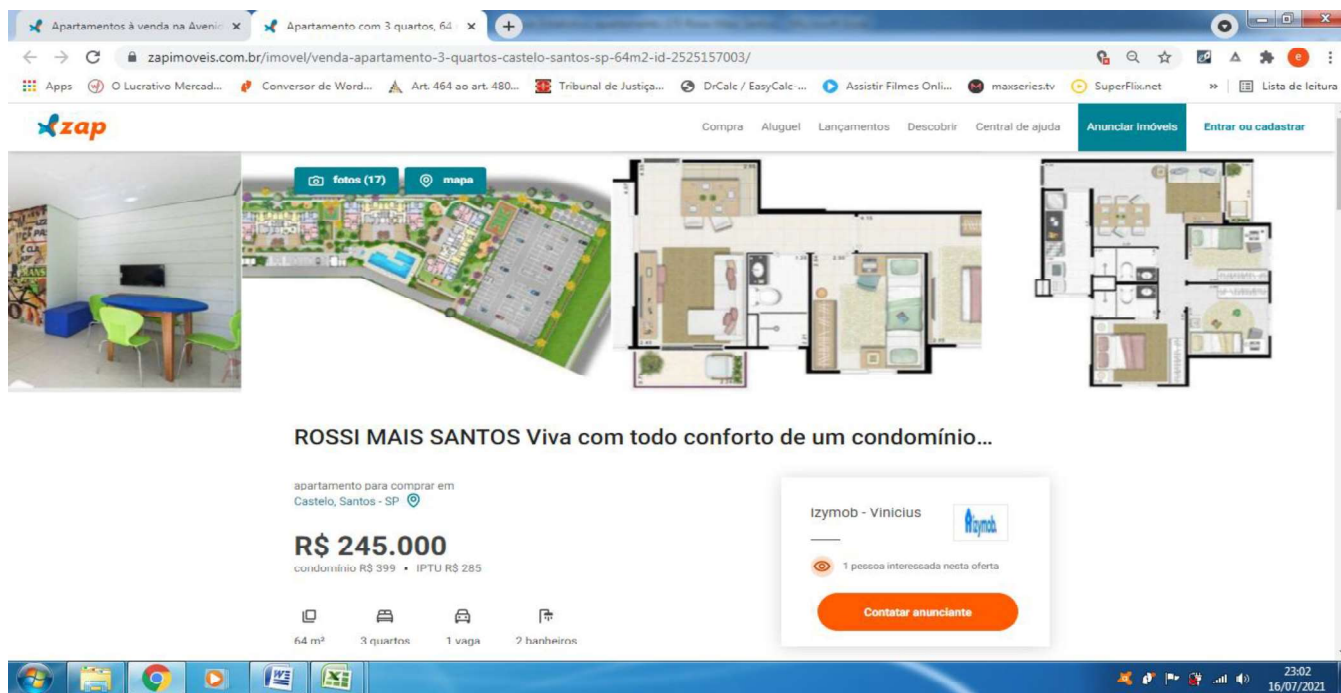 Apartamentos à venda na Avenid
Apartamento com 3 quartos, 64
zapimoveis.com.br/imovel/venda-apartamento-3-quartos-castelo-santos-sp-64m2-id-2525157003/
Apps
O Lucrativo Mercad...
Conversor de Word...
Art. 464 ao art. 480...
Tribunal de Justiça...
DrCalc / EasyCalc-...
Assistir Filmes Onli...
maxseries.tv
SuperFlix.net
»
Lista de leitura
zap
Compra
Aluguel
Lançamentos
Descobrir
Central de ajuda
Anunciar Imóveis
Entrar ou cadastrar
fotos (17)
mapa
ROSSI MAIS SANTOS Viva com todo conforto de um condomínio...
apartamento para comprar em
Castelo, Santos - SP
R$ 245.000
condomínio R$ 399 • IPTU R$ 285
64 m²
3 quartos
1 vaga
2 banheiros
Izymob - Vinicius
izymob.
1 pessoa interessada nesta oferta
Contatar anunciante
23:02
16/07/2021